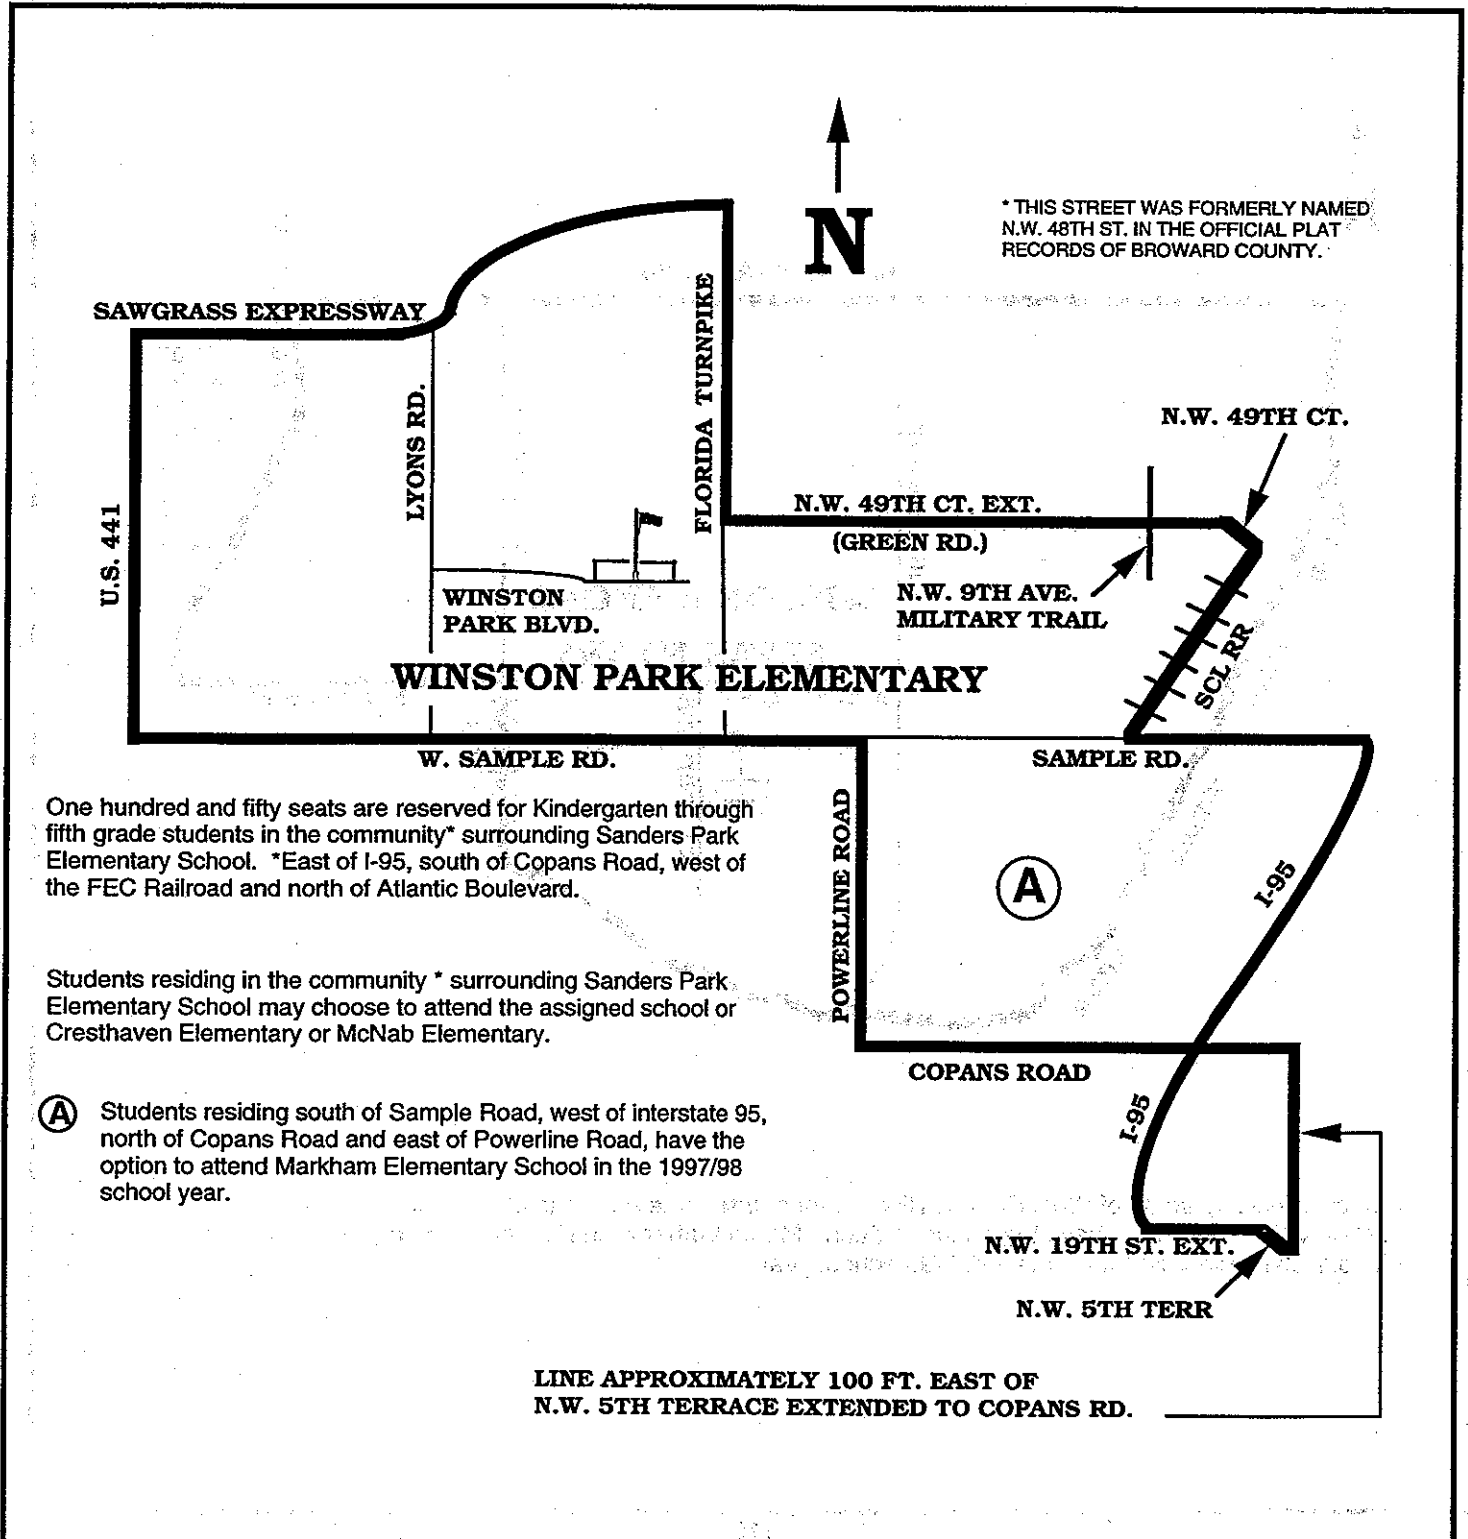 N
* THIS STREET WAS FORMERLY NAMED
N.W. 48TH ST. IN THE OFFICIAL PLAT
RECORDS OF BROWARD COUNTY.
SAWGRASS EXPRESSWAY
FLORIDA TURNPIKE
LYONS RD.
U.S. 441
N.W. 49TH CT.
N.W. 49TH CT. EXT.
(GREEN RD.)
N.W. 9TH AVE.
MILITARY TRAIL
WINSTON
PARK BLVD.
SCL RR
WINSTON PARK ELEMENTARY
W. SAMPLE RD.
SAMPLE RD.
One hundred and fifty seats are reserved for Kindergarten through
fifth grade students in the community* surrounding Sanders Park
Elementary School. *East of I-95, south of Copans Road, west of
the FEC Railroad and north of Atlantic Boulevard.
POWERLINE ROAD
A
I-95
Students residing in the community * surrounding Sanders Park
Elementary School may choose to attend the assigned school or
Cresthaven Elementary or McNab Elementary.
COPANS ROAD
I-95
A Students residing south of Sample Road, west of interstate 95,
north of Copans Road and east of Powerline Road, have the
option to attend Markham Elementary School in the 1997/98
school year.
N.W. 19TH ST. EXT.
N.W. 5TH TERR
LINE APPROXIMATELY 100 FT. EAST OF
N.W. 5TH TERRACE EXTENDED TO COPANS RD.